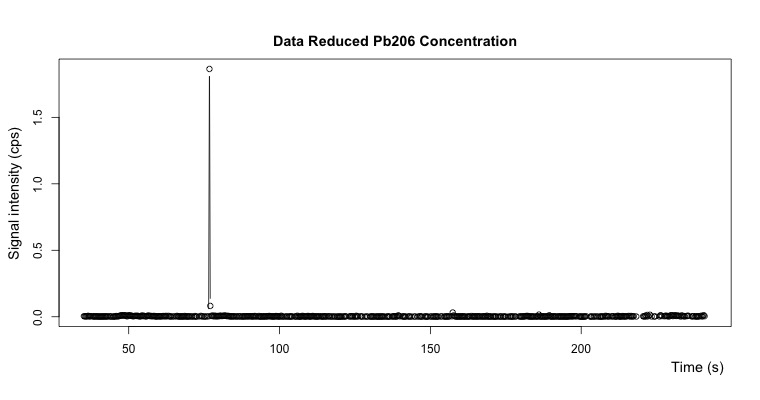 Data Reduced Pb206 Concentration
Signal intensity (cps)
1.5
1.0
0.5
0.0
50 100 150 200
Time (s)